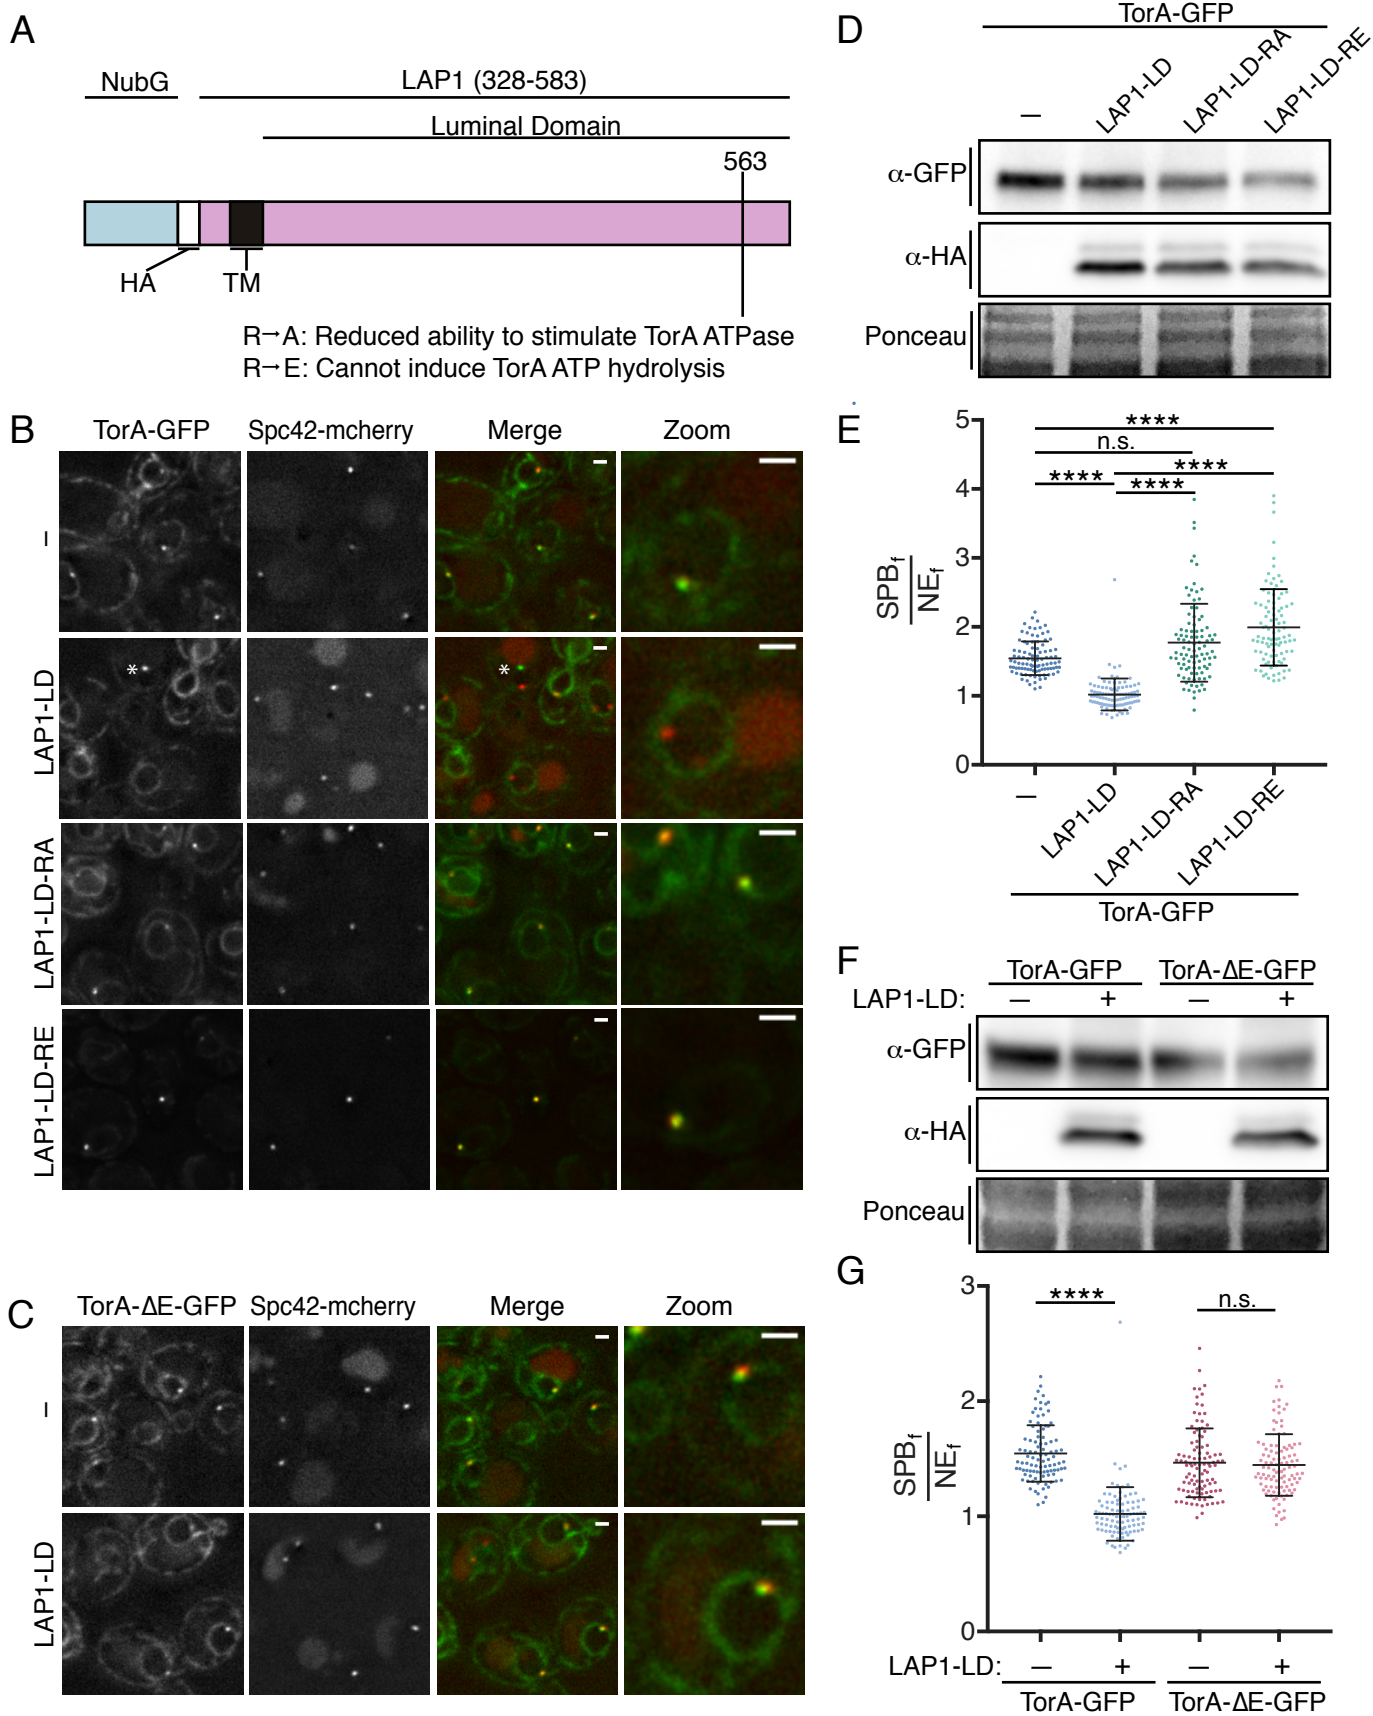 A
NubG
LAP1 (328-583)
Luminal Domain
563
HA
TM
R→A: Reduced ability to stimulate TorA ATPase
R→E: Cannot induce TorA ATP hydrolysis
B
TorA-GFP Spc42-mcherry Merge Zoom
–
LAP1-LD
* *
LAP1-LD-RA
LAP1-LD-RE
C
TorA-ΔE-GFP Spc42-mcherry Merge Zoom
–
LAP1-LD
D
TorA-GFP
— LAP1-LD LAP1-LD-RA LAP1-LD-RE
α-GFP
α-HA
Ponceau
E
5
4
3
2
1
0
SPBf
NEf
****
n.s.
****
**** ****
— LAP1-LD LAP1-LD-RA LAP1-LD-RE
TorA-GFP
F
TorA-GFP TorA-ΔE-GFP
LAP1-LD: — + — +
α-GFP
α-HA
Ponceau
G
3
2
1
0
SPBf
NEf
**** n.s.
LAP1-LD: — + — +
TorA-GFP TorA-ΔE-GFP